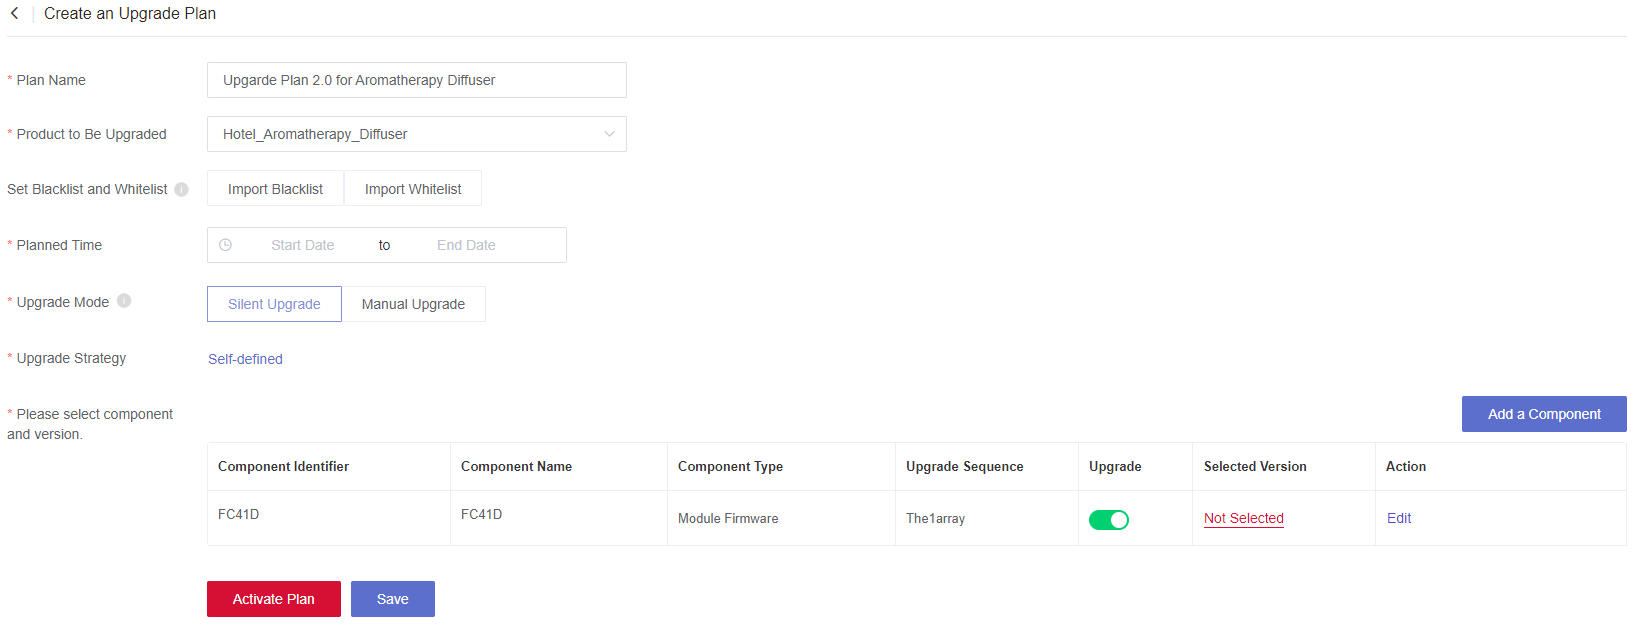 Create an Upgrade Plan
* Plan Name
Upgarde Plan 2.0 for Aromatherapy Diffuser
* Product to Be Upgraded
Hotel_Aromatherapy_Diffuser
Set Blacklist and Whitelist
Import Blacklist
Import Whitelist
* Planned Time
Start Date to End Date
* Upgrade Mode
Silent Upgrade
Manual Upgrade
* Upgrade Strategy
Self-defined
* Please select component
and version.
Add a Component
Component Identifier Component Name Component Type Upgrade Sequence Upgrade Selected Version Action
FC41D FC41D Module Firmware The1array Not Selected Edit
Activate Plan
Save